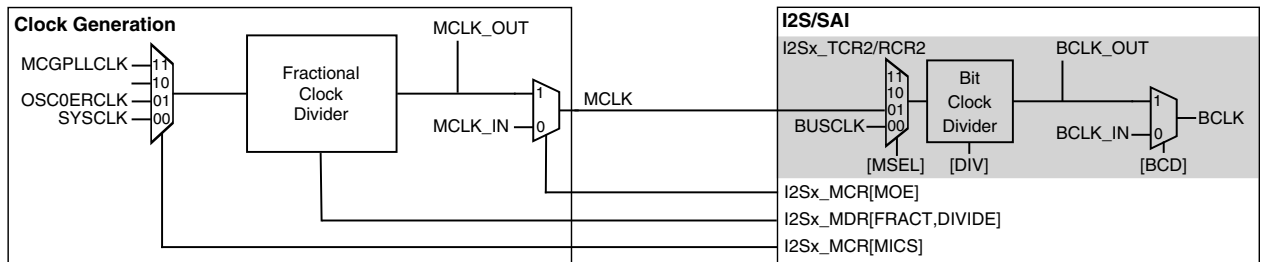 Clock Generation
MCGPLLCLK
OSC0ERCLK
SYSCLK
11
10
01
00
Fractional
Clock
Divider
MCLK_OUT
MCLK_IN
1
0
MCLK
I2S/SAI
I2Sx_TCR2/RCR2
11
10
01
00
BUSCLK
[MSEL]
Bit
Clock
Divider
[DIV]
BCLK_OUT
BCLK_IN
1
0
[BCD]
BCLK
I2Sx_MCR[MOE]
I2Sx_MDR[FRACT,DIVIDE]
I2Sx_MCR[MICS]